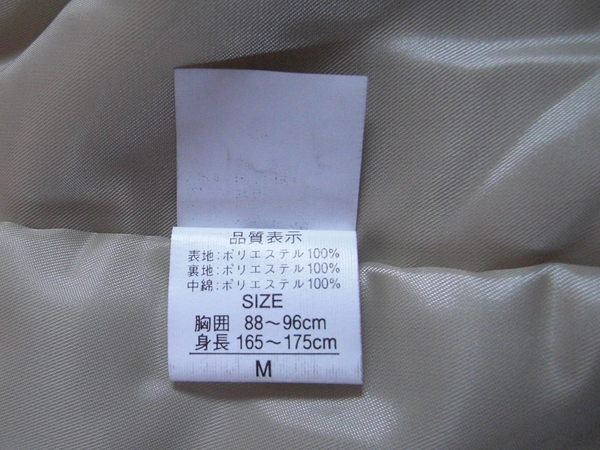 品質表示
表地:ポリエステル100%
裏地:ポリエステル100%
中綿:ポリエステル100%
SIZE
胸囲 88～96cm
身長 165～175cm
M